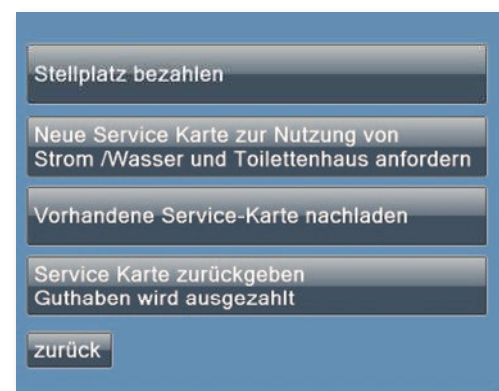 Stellplatz bezahlen
Neue Service Karte zur Nutzung von
Strom /Wasser und Toilettenhaus anfordern
Vorhandene Service-Karte nachladen
Service Karte zurückgeben
Guthaben wird ausgezahlt
zurück